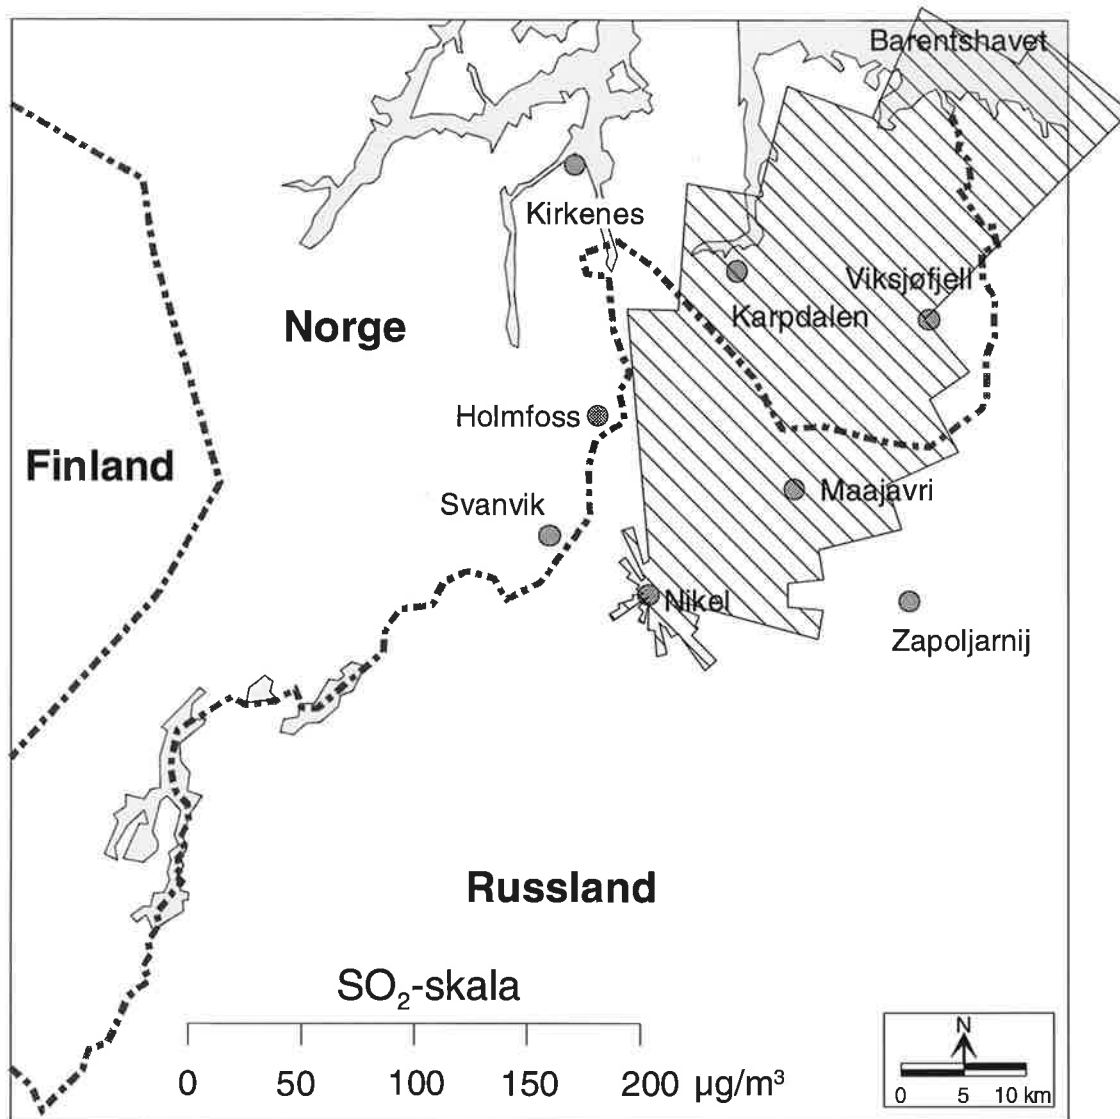 Barentshavet
Kirkenes
Viksjøfjell
Karpdalen
Norge
Holmfoss
Finland
Maajavri
Svanvik
Nikel
Zapoljarnij
Russland
SO₂-skala
0 50 100 150 200 µg/m³
N
0 5 10 km